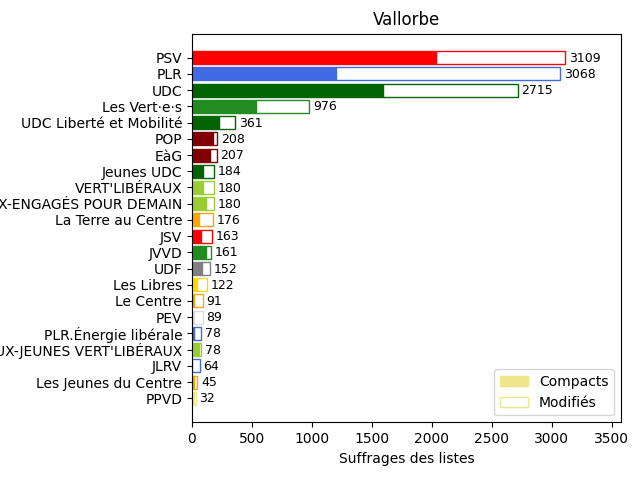 Vallorbe
PSV 3109
PLR 3068
UDC 2715
Les Vert·e·s 976
UDC Liberté et Mobilité 361
POP 208
EàG 207
Jeunes UDC 184
VERT'LIBÉRAUX 180
X-ENGAGÉS POUR DEMAIN 180
La Terre au Centre 176
JSV 163
JVVD 161
UDF 152
Les Libres 122
Le Centre 91
PEV 89
PLR.Énergie libérale 78
UX-JEUNES VERT'LIBÉRAUX 78
JLRV 64
Les Jeunes du Centre 45
PPVD 32
Compacts
Modifiés
0 500 1000 1500 2000 2500 3000 3500
Suffrages des listes